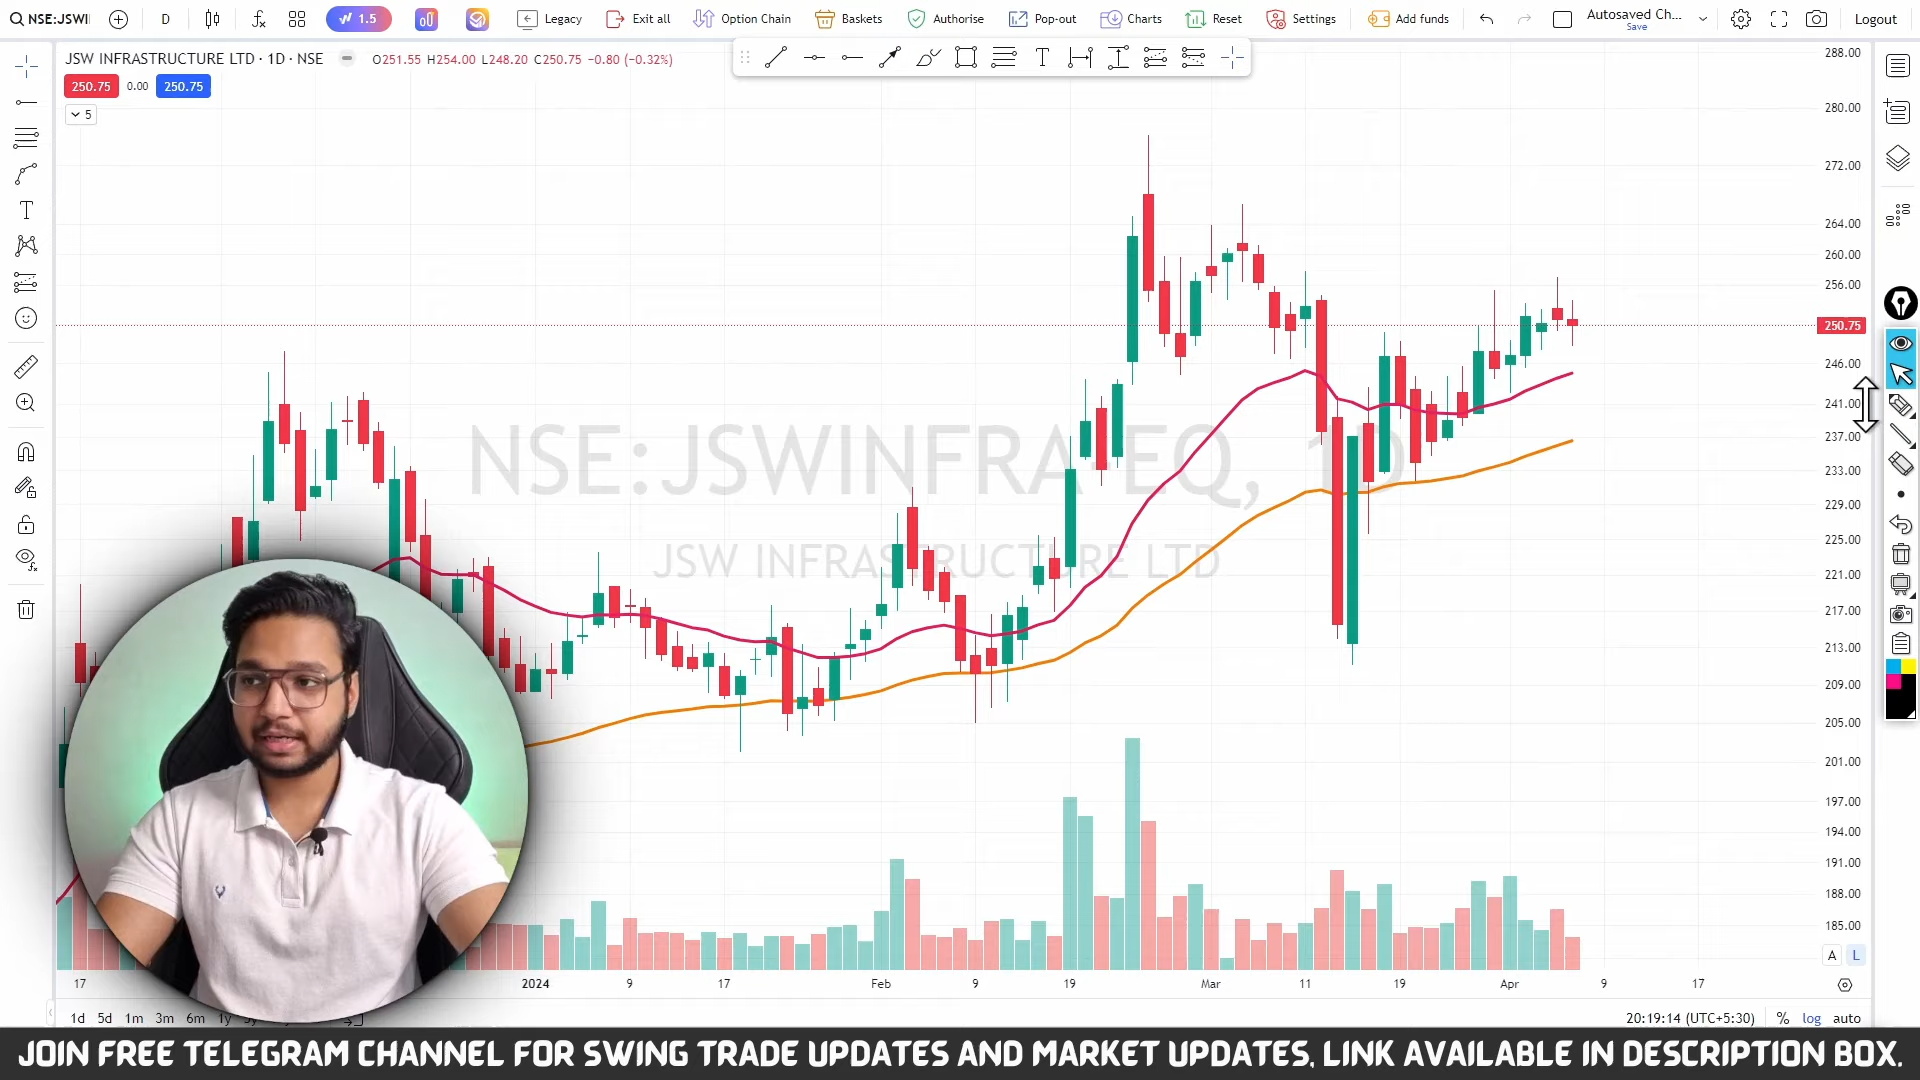 NSE:JSWI D 1.5 Legacy Exit all Option Chain Baskets Authorise Pop-out Charts Reset Settings Add funds Autosaved Ch... Save Logout
JSW INFRASTRUCTURE LTD · 1D · NSE O251.55 H254.00 L248.20 C250.75 −0.80 (−0.32%)
250.75 0.00 250.75
5
288.00
280.00
272.00
264.00
260.00
256.00
250.75
246.00
241.00
237.00
233.00
229.00
225.00
221.00
217.00
213.00
209.00
205.00
201.00
197.00
194.00
191.00
188.00
185.00
NSE:JSWINFRA-EQ, 1D
JSW INFRASTRUCTURE LTD
A L
17 2024 9 17 Feb 9 19 Mar 11 19 Apr 9 17
1d 5d 1m 3m 6m 1y 20:19:14 (UTC+5:30) % log auto
JOIN FREE TELEGRAM CHANNEL FOR SWING TRADE UPDATES AND MARKET UPDATES, LINK AVAILABLE IN DESCRIPTION BOX.